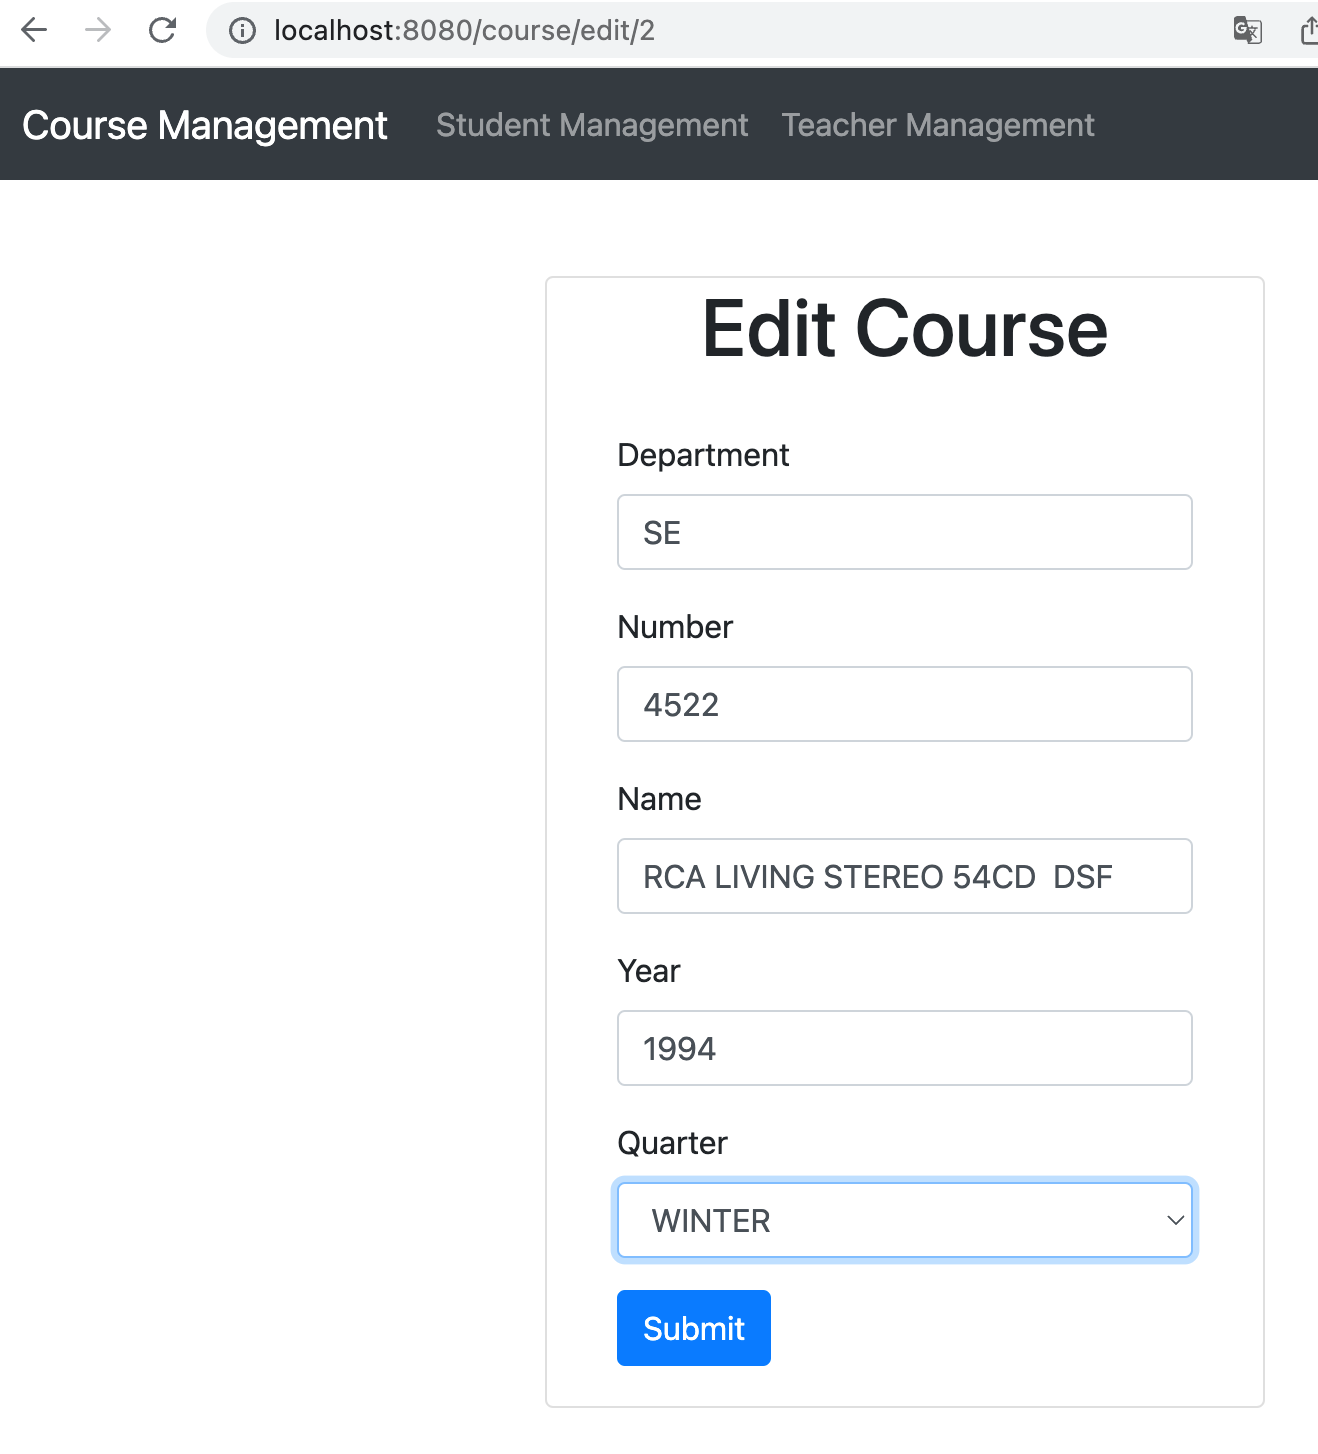 localhost:8080/course/edit/2
Course Management Student Management Teacher Management
Edit Course
Department
SE
Number
4522
Name
RCA LIVING STEREO 54CD  DSF
Year
1994
Quarter
WINTER
Submit